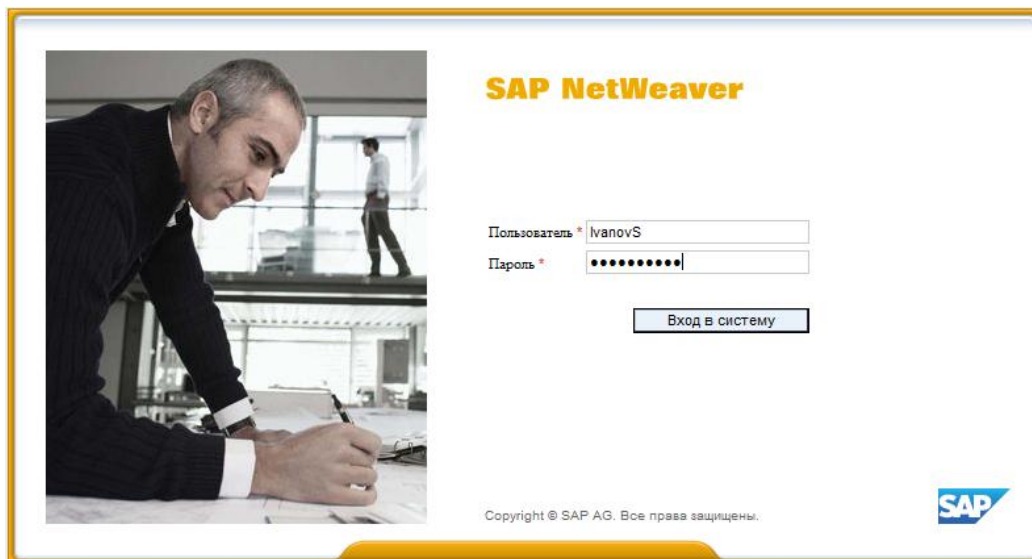 SAP NetWeaver
Пользователь * IvanovS
Пароль * ••••••••••
Вход в систему
Copyright © SAP AG. Все права защищены.
SAP